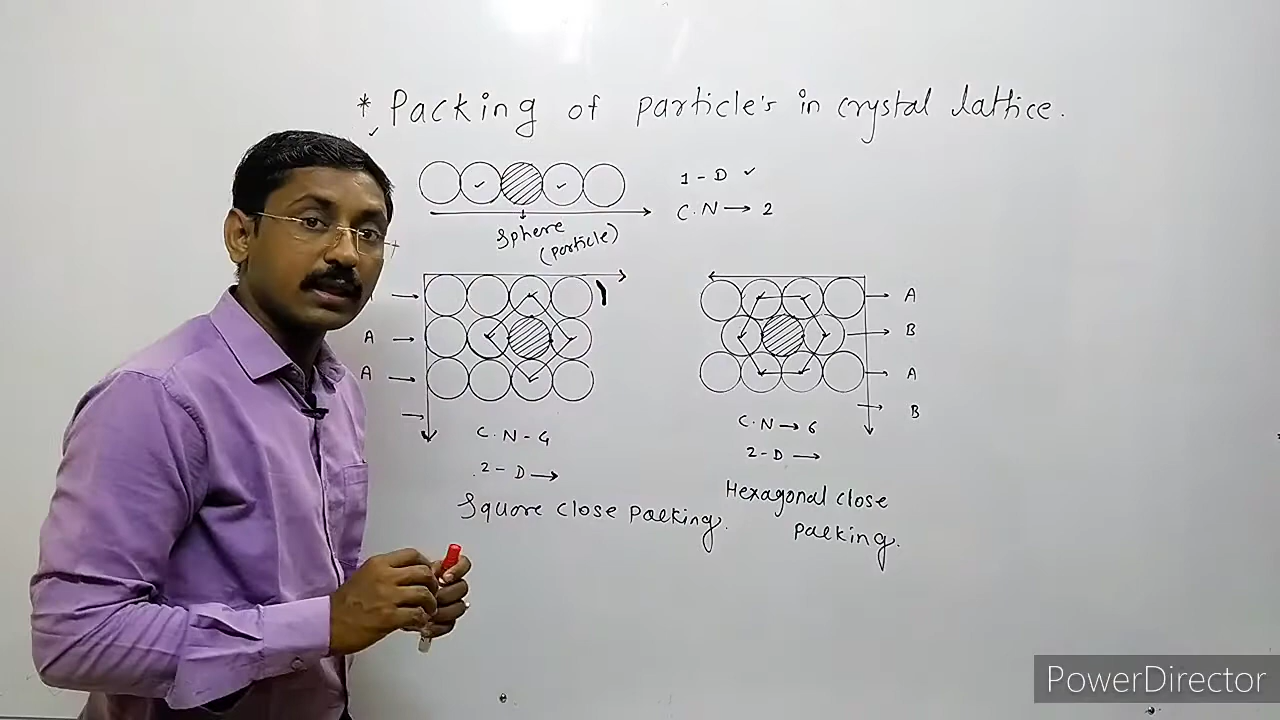 * Packing of particle's in crystal lattice.
1-D ✓
C.N → 2
Sphere
(particle)
A
A
C.N - 4
2-D →
Square close packing.
A
B
A
B
C.N → 6
2-D →
Hexagonal close
packing.
PowerDirector